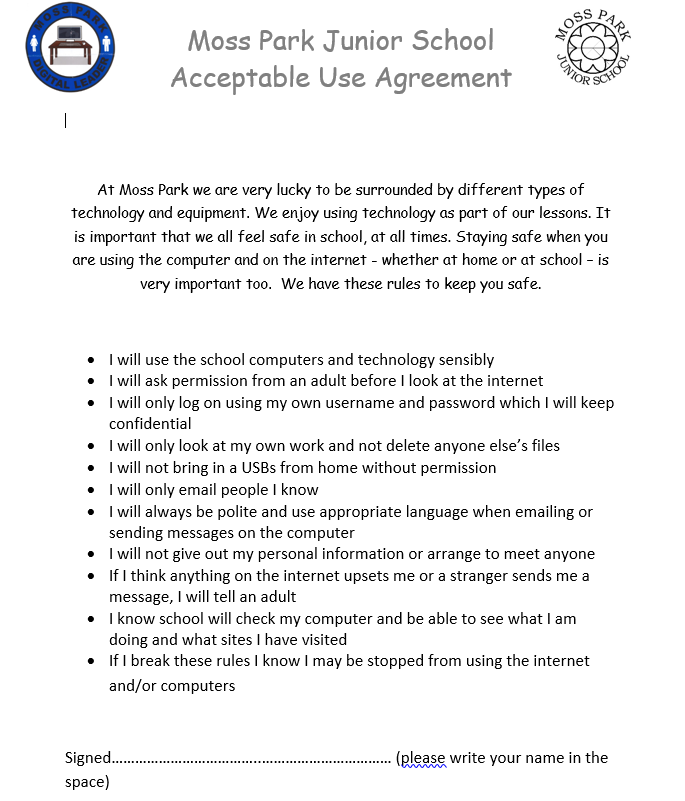 MOSS PARK
DIGITAL LEADER
Moss Park Junior School
Acceptable Use Agreement
MOSS PARK
JUNIOR SCHOOL
At Moss Park we are very lucky to be surrounded by different types of
technology and equipment. We enjoy using technology as part of our lessons. It
is important that we all feel safe in school, at all times. Staying safe when you
are using the computer and on the internet - whether at home or at school – is
very important too.  We have these rules to keep you safe.
• I will use the school computers and technology sensibly
• I will ask permission from an adult before I look at the internet
• I will only log on using my own username and password which I will keep
confidential
• I will only look at my own work and not delete anyone else’s files
• I will not bring in a USBs from home without permission
• I will only email people I know
• I will always be polite and use appropriate language when emailing or
sending messages on the computer
• I will not give out my personal information or arrange to meet anyone
• If I think anything on the internet upsets me or a stranger sends me a
message, I will tell an adult
• I know school will check my computer and be able to see what I am
doing and what sites I have visited
• If I break these rules I know I may be stopped from using the internet
and/or computers
Signed………………………………………………………… (please write your name in the
space)